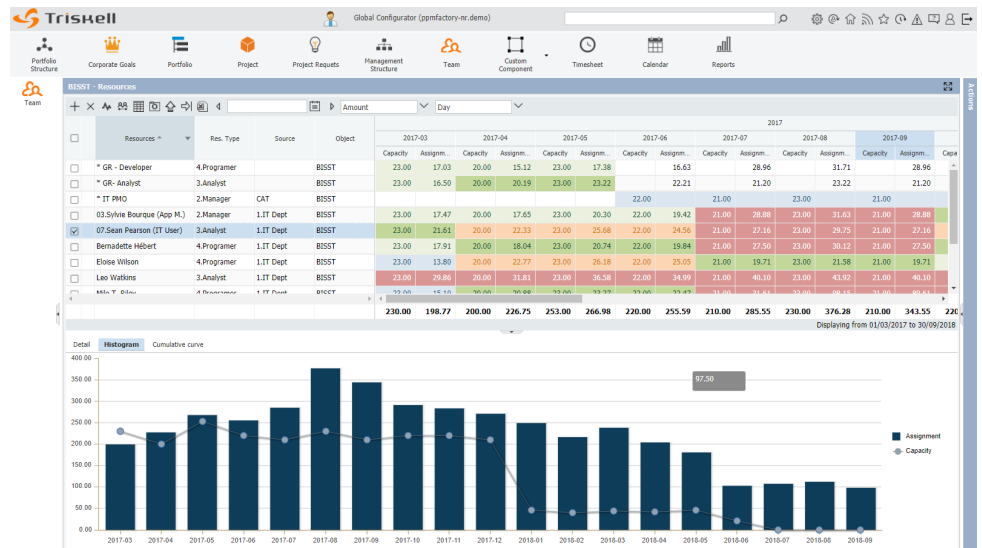 Triskell
Global Configurator (ppmfactory-nr.demo)
Portfolio Structure
Corporate Goals
Portfolio
Project
Project Requets
Management Structure
Team
Custom Component
Timesheet
Calendar
Reports
Team
BISST - Resources
Actions
Amount
Day
2017
Resources Res. Type Source Object 2017-03 2017-04 2017-05 2017-06 2017-07 2017-08 2017-09
Capacity Assignm... Capacity Assignm... Capacity Assignm... Capacity Assignm... Capacity Assignm... Capacity Assignm... Capacity Assignm... Capa
* GR - Developer 4.Programer BISST 23.00 17.03 20.00 15.12 23.00 17.38 16.63 28.96 31.71 28.96
* GR- Analyst 3.Analyst BISST 23.00 16.50 20.00 20.19 23.00 23.22 22.21 21.20 23.22 21.20
* IT PMO 2.Manager CAT BISST 22.00 21.00 23.00 21.00
03.Sylvie Bourque (App M.) 2.Manager 1.IT Dept BISST 23.00 17.47 20.00 17.65 23.00 20.30 22.00 19.42 21.00 28.88 23.00 31.63 21.00 28.88
07.Sean Pearson (IT User) 3.Analyst 1.IT Dept BISST 23.00 21.61 20.00 22.33 23.00 25.68 22.00 24.56 21.00 27.16 23.00 29.75 21.00 27.16
Bernadette Hébert 4.Programer 1.IT Dept BISST 23.00 17.91 20.00 18.04 23.00 20.74 22.00 19.84 21.00 27.50 23.00 30.12 21.00 27.50
Eloise Wilson 4.Programer 1.IT Dept BISST 23.00 13.80 20.00 22.77 23.00 26.18 22.00 25.05 21.00 19.71 23.00 21.58 21.00 19.71
Leo Watkins 3.Analyst 1.IT Dept BISST 23.00 29.86 20.00 31.81 23.00 36.58 22.00 34.99 21.00 40.10 23.00 43.92 21.00 40.10
230.00 198.77 200.00 226.75 253.00 266.98 220.00 255.59 210.00 285.55 230.00 376.28 210.00 343.55 220
Displaying from 01/03/2017 to 30/09/2018
Detail Histogram Cumulative curve
400.00
350.00
300.00
250.00
200.00
150.00
100.00
50.00
0.00
97.50
Assignment
Capacity
2017-03 2017-04 2017-05 2017-06 2017-07 2017-08 2017-09 2017-10 2017-11 2017-12 2018-01 2018-02 2018-03 2018-04 2018-05 2018-06 2018-07 2018-08 2018-09